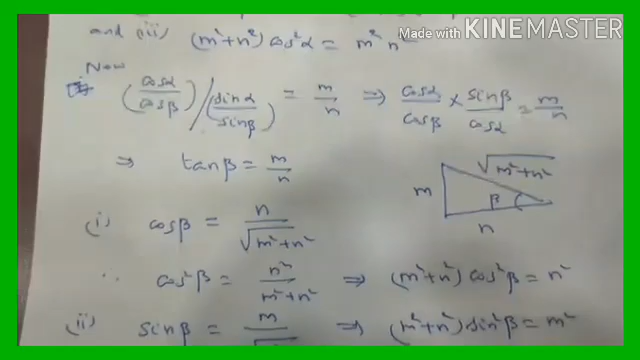 Made with KINEMASTER
and (iii) (m²+n²) cos²α = m² n²
Now
(cosα/cosβ) / (sinα/sinβ) = m/n ⇒ cosα/cosβ × sinβ/cosα = m/n
⇒ tanβ = m/n
√m²+n²
m
β
n
(i) cosβ = n/√m²+n²
∴ cos²β = n²/m²+n² ⇒ (m²+n²) cos²β = n²
(ii) sinβ = m/ ⇒ (m²+n²) sin²β = m²